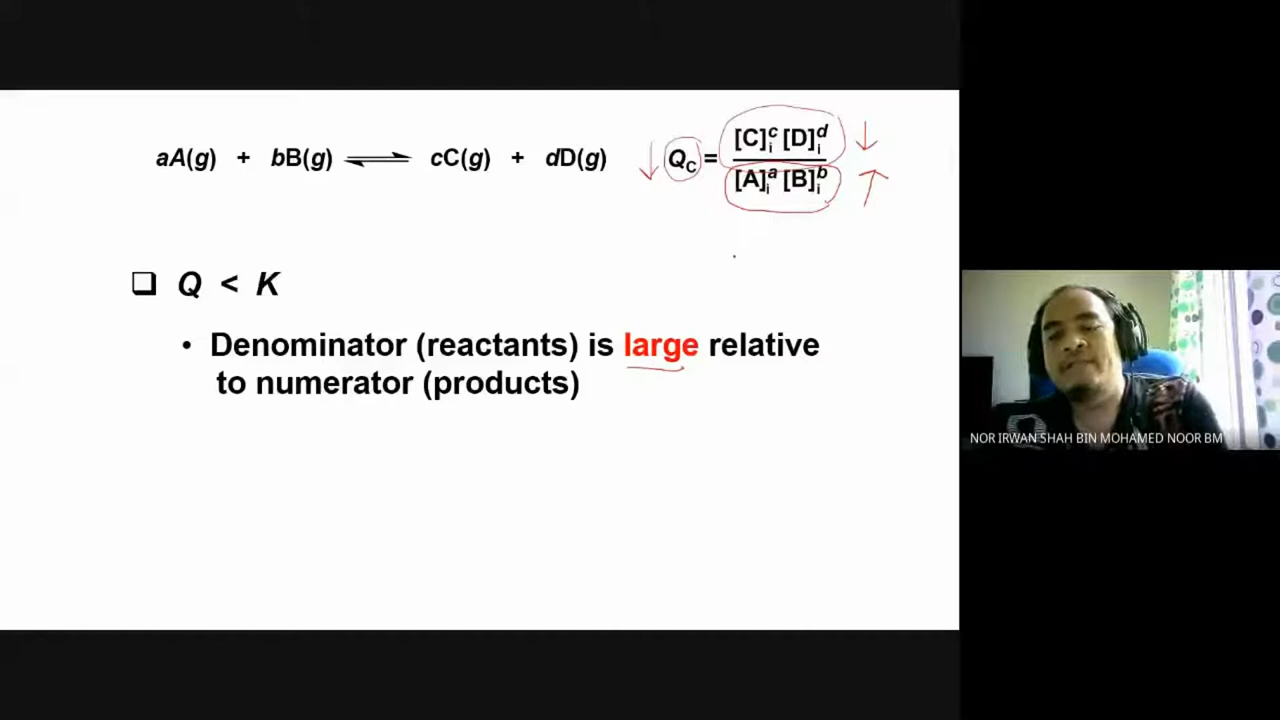 aA(g) + bB(g) ⇌ cC(g) + dD(g) ↓ Qc = [C]ᵢᶜ [D]ᵢᵈ ↓
[A]ᵢᵃ [B]ᵢᵇ ↑
❑ Q < K
• Denominator (reactants) is large relative
to numerator (products)
NOR IRWAN SHAH BIN MOHAMED NOOR BM